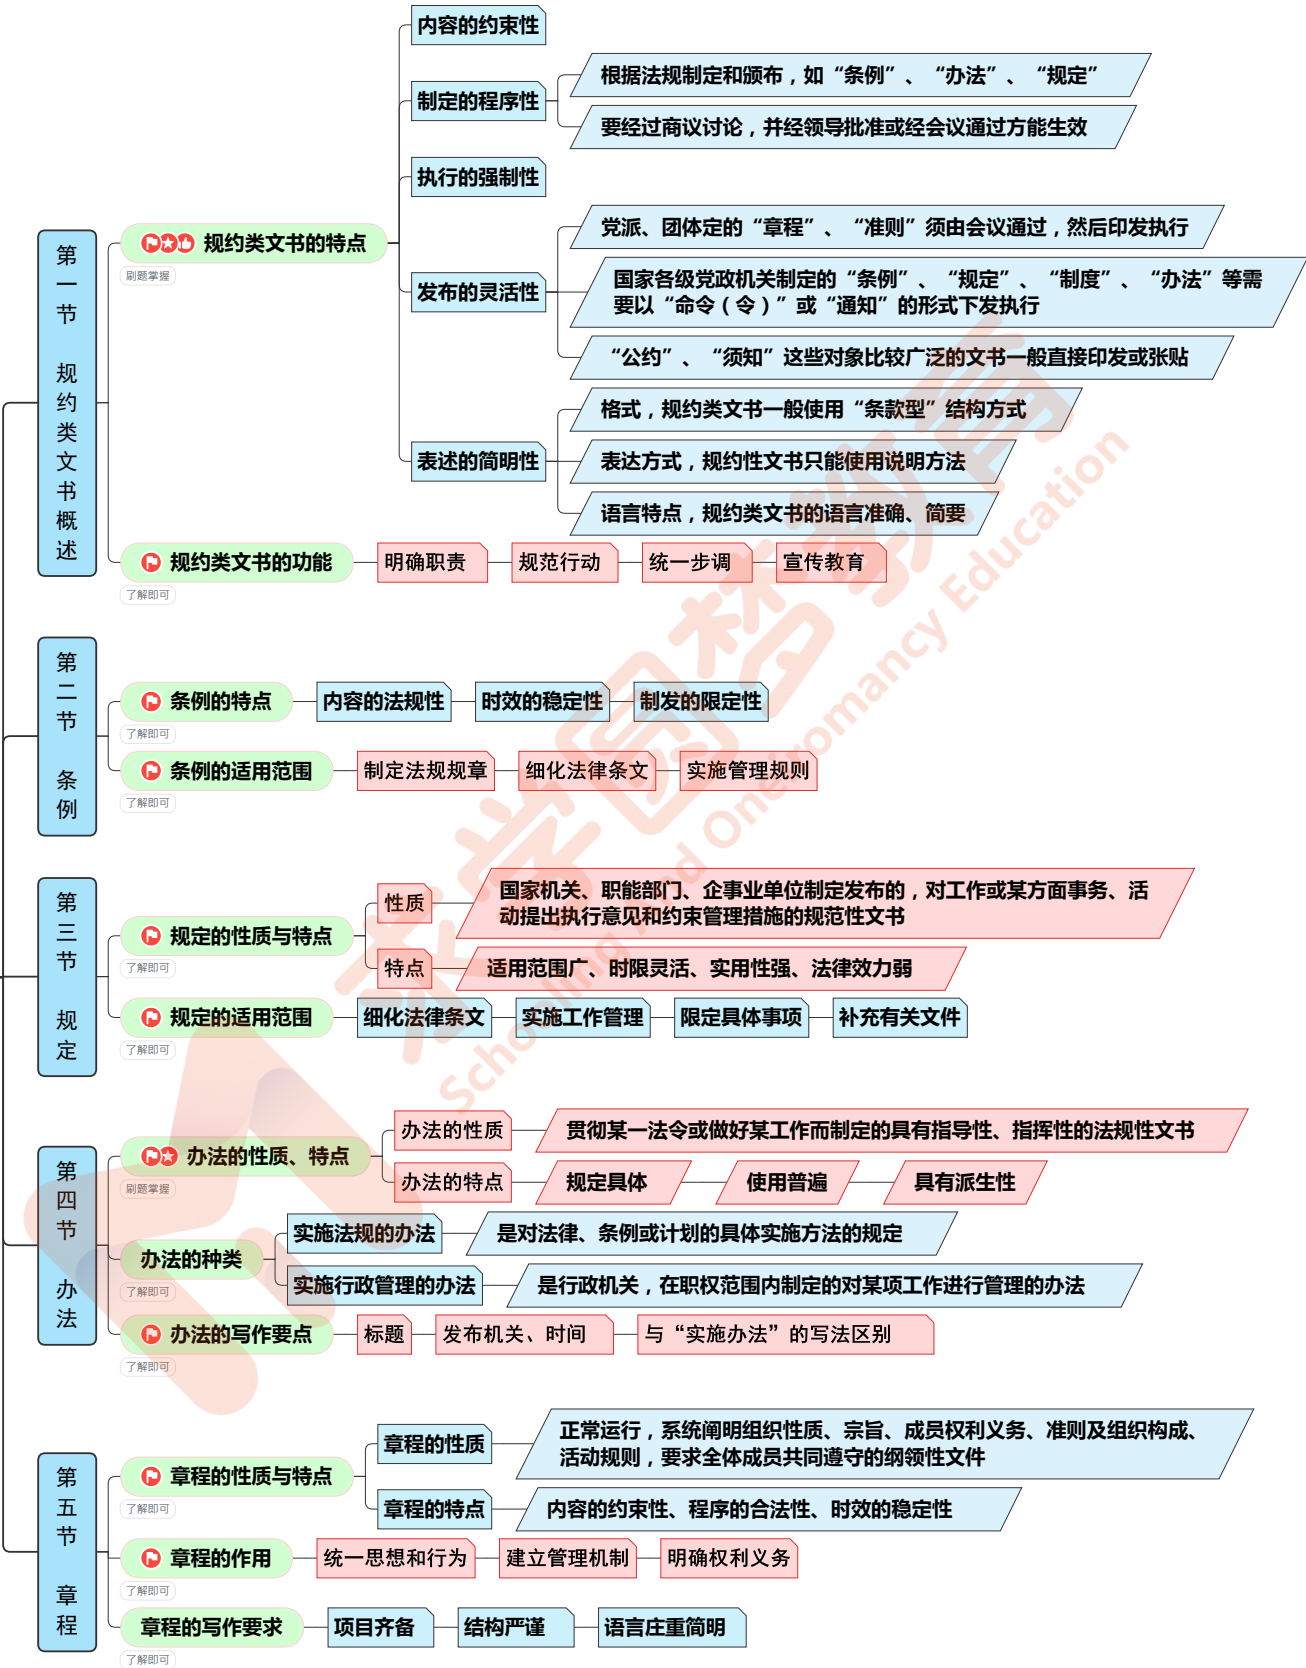 第一节 规约类文书概述
规约类文书的特点
刷题掌握
内容的约束性
制定的程序性
根据法规制定和颁布，如“条例”、“办法”、“规定”
要经过商议讨论，并经领导批准或经会议通过方能生效
执行的强制性
发布的灵活性
党派、团体定的“章程”、“准则”须由会议通过，然后印发执行
国家各级党政机关制定的“条例”、“规定”、“制度”、“办法”等需
要以“命令（令）”或“通知”的形式下发执行
“公约”、“须知”这些对象比较广泛的文书一般直接印发或张贴
表述的简明性
格式，规约类文书一般使用“条款型”结构方式
表达方式，规约性文书只能使用说明方法
语言特点，规约类文书的语言准确、简要
规约类文书的功能
了解即可
明确职责
规范行动
统一步调
宣传教育
第二节 条例
条例的特点
了解即可
内容的法规性
时效的稳定性
制发的限定性
条例的适用范围
了解即可
制定法规规章
细化法律条文
实施管理规则
第三节 规定
规定的性质与特点
了解即可
性质
国家机关、职能部门、企事业单位制定发布的，对工作或某方面事务、活
动提出执行意见和约束管理措施的规范性文书
特点
适用范围广、时限灵活、实用性强、法律效力弱
规定的适用范围
了解即可
细化法律条文
实施工作管理
限定具体事项
补充有关文件
第四节 办法
办法的性质、特点
刷题掌握
办法的性质
贯彻某一法令或做好某工作而制定的具有指导性、指挥性的法规性文书
办法的特点
规定具体
使用普遍
具有派生性
办法的种类
了解即可
实施法规的办法
是对法律、条例或计划的具体实施方法的规定
实施行政管理的办法
是行政机关，在职权范围内制定的对某项工作进行管理的办法
办法的写作要点
了解即可
标题
发布机关、时间
与“实施办法”的写法区别
第五节 章程
章程的性质与特点
了解即可
章程的性质
正常运行，系统阐明组织性质、宗旨、成员权利义务、准则及组织构成、
活动规则，要求全体成员共同遵守的纲领性文件
章程的特点
内容的约束性、程序的合法性、时效的稳定性
章程的作用
了解即可
统一思想和行为
建立管理机制
明确权利义务
章程的写作要求
了解即可
项目齐备
结构严谨
语言庄重简明
求学圆梦教育
Schooling And Oneiromancy Education